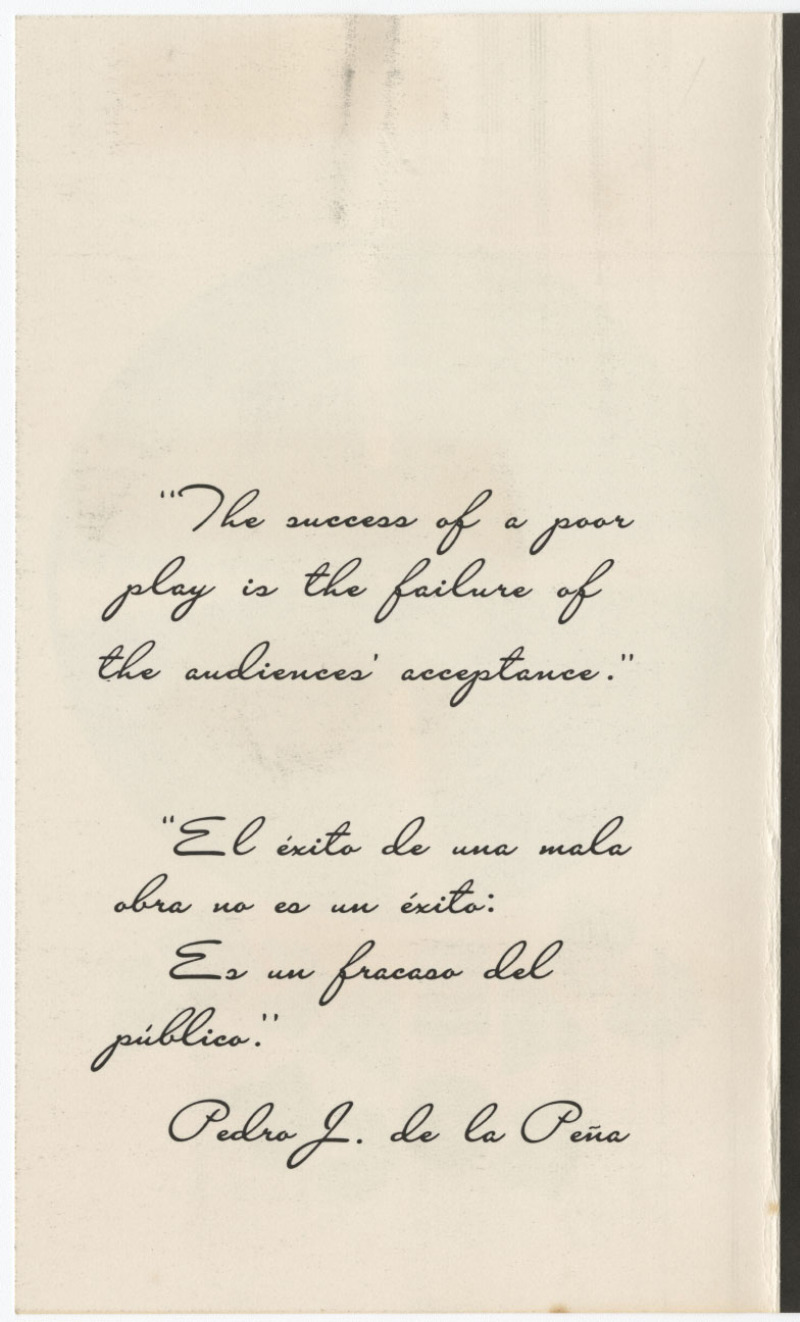 "The success of a poor
play is the failure of
the audiences' acceptance."
"El éxito de una mala
obra no es un éxito:
Es un fracaso del
público."
Pedro J. de la Peña